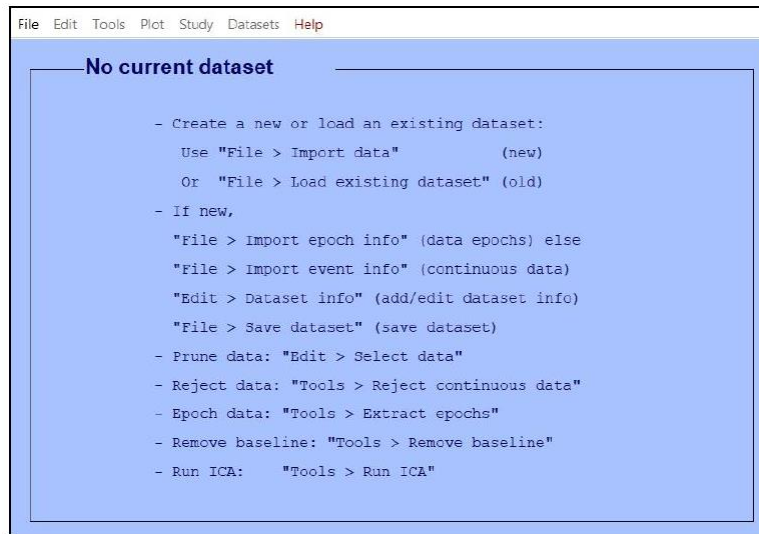 File Edit Tools Plot Study Datasets Help
No current dataset
- Create a new or load an existing dataset:
Use "File > Import data" (new)
Or "File > Load existing dataset" (old)
- If new,
"File > Import epoch info" (data epochs) else
"File > Import event info" (continuous data)
"Edit > Dataset info" (add/edit dataset info)
"File > Save dataset" (save dataset)
- Prune data: "Edit > Select data"
- Reject data: "Tools > Reject continuous data"
- Epoch data: "Tools > Extract epochs"
- Remove baseline: "Tools > Remove baseline"
- Run ICA: "Tools > Run ICA"